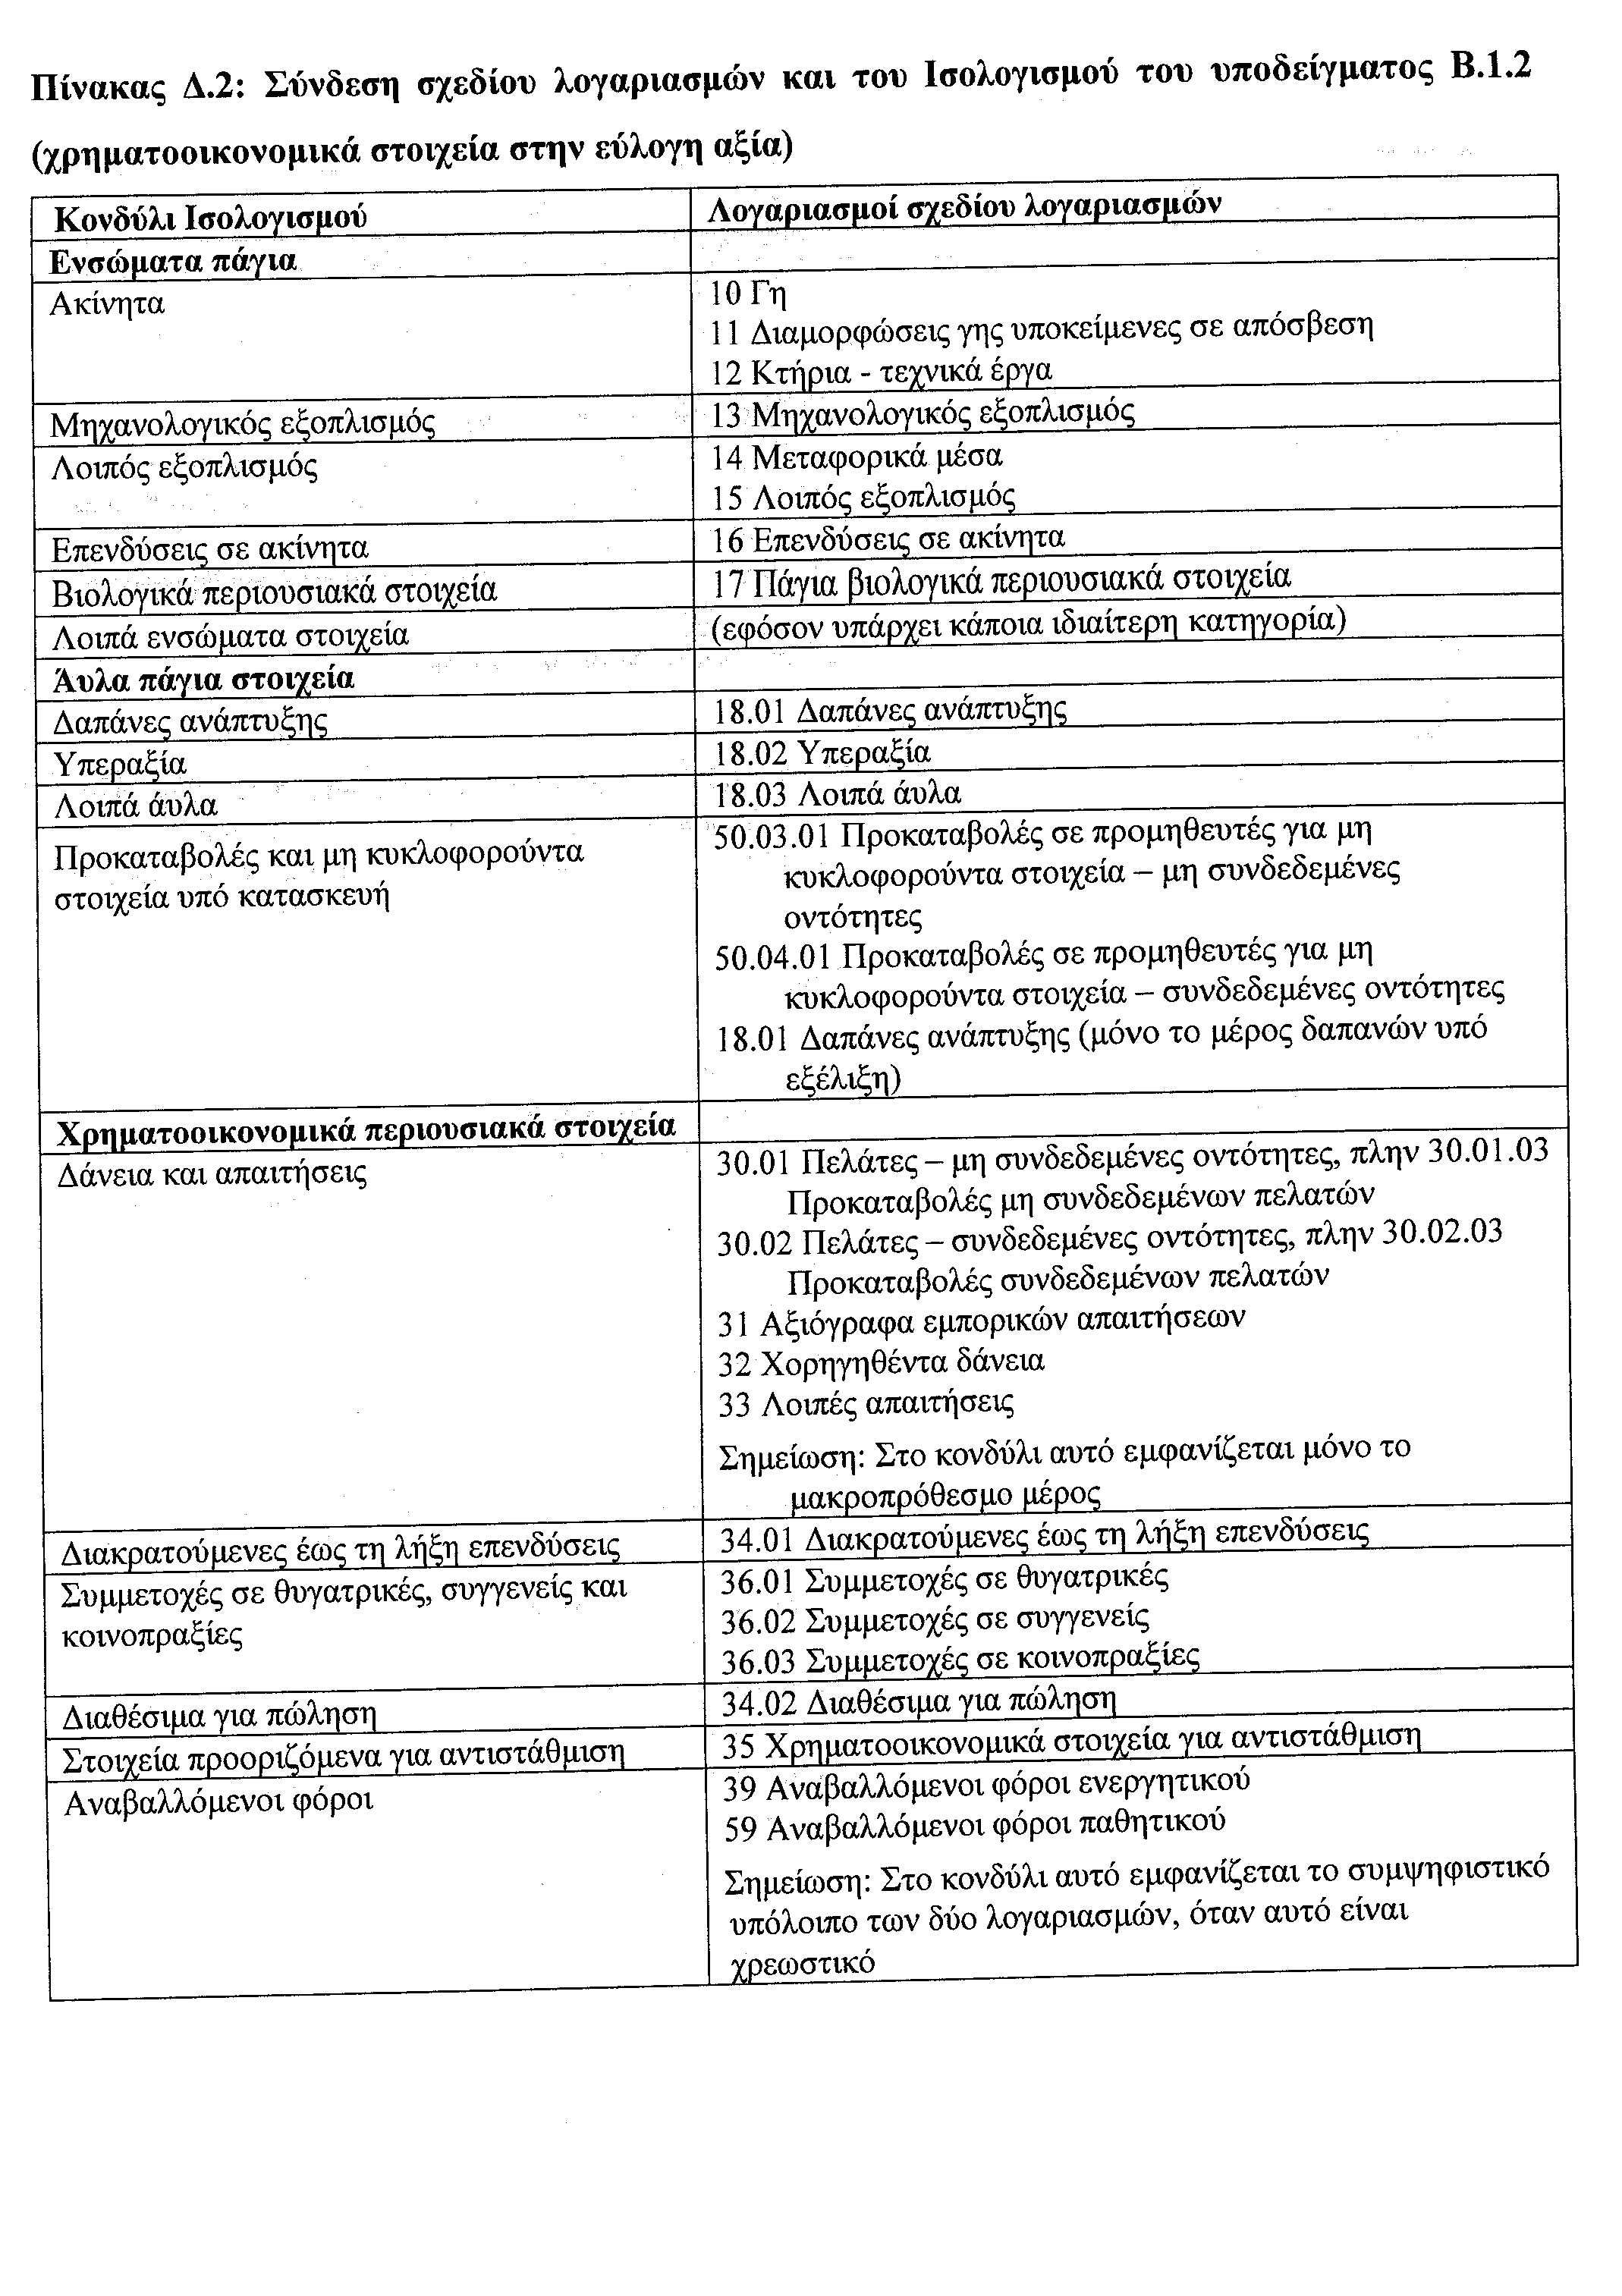 Πίνακας Δ.2: Σύνδεση σχεδίου λογαριασμών και του Ισολογισμού του υποδείγματος Β.1.2
(χρηματοοικονομικά στοιχεία στην εύλογη αξία)
Κονδύλι Ισολογισμού
Λογαριασμοί σχεδίου λογαριασμών
Ενσώματα πάγια
Ακίνητα
10 Γη
11 Διαμορφώσεις γης υποκείμενες σε απόσβεση
12 Κτήρια - τεχνικά έργα
Μηχανολογικός εξοπλισμός
13 Μηχανολογικός εξοπλισμός
Λοιπός εξοπλισμός
14 Μεταφορικά μέσα
15 Λοιπός εξοπλισμός
Επενδύσεις σε ακίνητα
16 Επενδύσεις σε ακίνητα
Βιολογικά περιουσιακά στοιχεία
17 Πάγια βιολογικά περιουσιακά στοιχεία
Λοιπά ενσώματα στοιχεία
(εφόσον υπάρχει κάποια ιδιαίτερη κατηγορία)
Άυλα πάγια στοιχεία
Δαπάνες ανάπτυξης
18.01 Δαπάνες ανάπτυξης
Υπεραξία
18.02 Υπεραξία
Λοιπά άυλα
18.03 Λοιπά άυλα
Προκαταβολές και μη κυκλοφορούντα
στοιχεία υπό κατασκευή
50.03.01 Προκαταβολές σε προμηθευτές για μη
κυκλοφορούντα στοιχεία – μη συνδεδεμένες
οντότητες
50.04.01 Προκαταβολές σε προμηθευτές για μη
κυκλοφορούντα στοιχεία – συνδεδεμένες οντότητες
18.01 Δαπάνες ανάπτυξης (μόνο το μέρος δαπανών υπό
εξέλιξη)
Χρηματοοικονομικά περιουσιακά στοιχεία
Δάνεια και απαιτήσεις
30.01 Πελάτες – μη συνδεδεμένες οντότητες, πλην 30.01.03
Προκαταβολές μη συνδεδεμένων πελατών
30.02 Πελάτες – συνδεδεμένες οντότητες, πλην 30.02.03
Προκαταβολές συνδεδεμένων πελατών
31 Αξιόγραφα εμπορικών απαιτήσεων
32 Χορηγηθέντα δάνεια
33 Λοιπές απαιτήσεις
Σημείωση: Στο κονδύλι αυτό εμφανίζεται μόνο το
μακροπρόθεσμο μέρος
Διακρατούμενες έως τη λήξη επενδύσεις
34.01 Διακρατούμενες έως τη λήξη επενδύσεις
Συμμετοχές σε θυγατρικές, συγγενείς και
κοινοπραξίες
36.01 Συμμετοχές σε θυγατρικές
36.02 Συμμετοχές σε συγγενείς
36.03 Συμμετοχές σε κοινοπραξίες
Διαθέσιμα για πώληση
34.02 Διαθέσιμα για πώληση
Στοιχεία προοριζόμενα για αντιστάθμιση
35 Χρηματοοικονομικά στοιχεία για αντιστάθμιση
Αναβαλλόμενοι φόροι
39 Αναβαλλόμενοι φόροι ενεργητικού
59 Αναβαλλόμενοι φόροι παθητικού
Σημείωση: Στο κονδύλι αυτό εμφανίζεται το συμψηφιστικό
υπόλοιπο των δύο λογαριασμών, όταν αυτό είναι
χρεωστικό